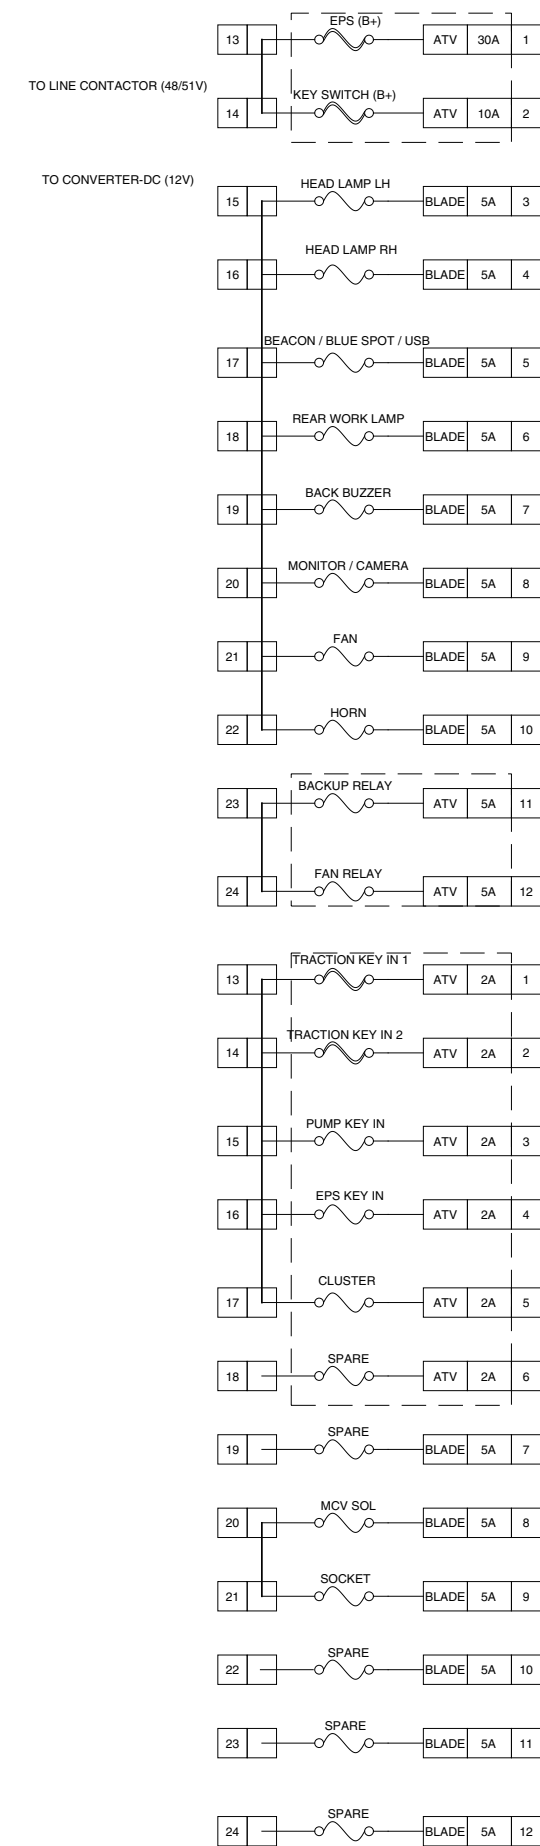 EPS (B+)
13 ATV 30A 1
TO LINE CONTACTOR (48/51V)
KEY SWITCH (B+)
14 ATV 10A 2
TO CONVERTER-DC (12V)
HEAD LAMP LH
15 BLADE 5A 3
HEAD LAMP RH
16 BLADE 5A 4
BEACON / BLUE SPOT / USB
17 BLADE 5A 5
REAR WORK LAMP
18 BLADE 5A 6
BACK BUZZER
19 BLADE 5A 7
MONITOR / CAMERA
20 BLADE 5A 8
FAN
21 BLADE 5A 9
HORN
22 BLADE 5A 10
BACKUP RELAY
23 ATV 5A 11
FAN RELAY
24 ATV 5A 12
TRACTION KEY IN 1
13 ATV 2A 1
TRACTION KEY IN 2
14 ATV 2A 2
PUMP KEY IN
15 ATV 2A 3
EPS KEY IN
16 ATV 2A 4
CLUSTER
17 ATV 2A 5
SPARE
18 ATV 2A 6
SPARE
19 BLADE 5A 7
MCV SOL
20 BLADE 5A 8
SOCKET
21 BLADE 5A 9
SPARE
22 BLADE 5A 10
SPARE
23 BLADE 5A 11
SPARE
24 BLADE 5A 12